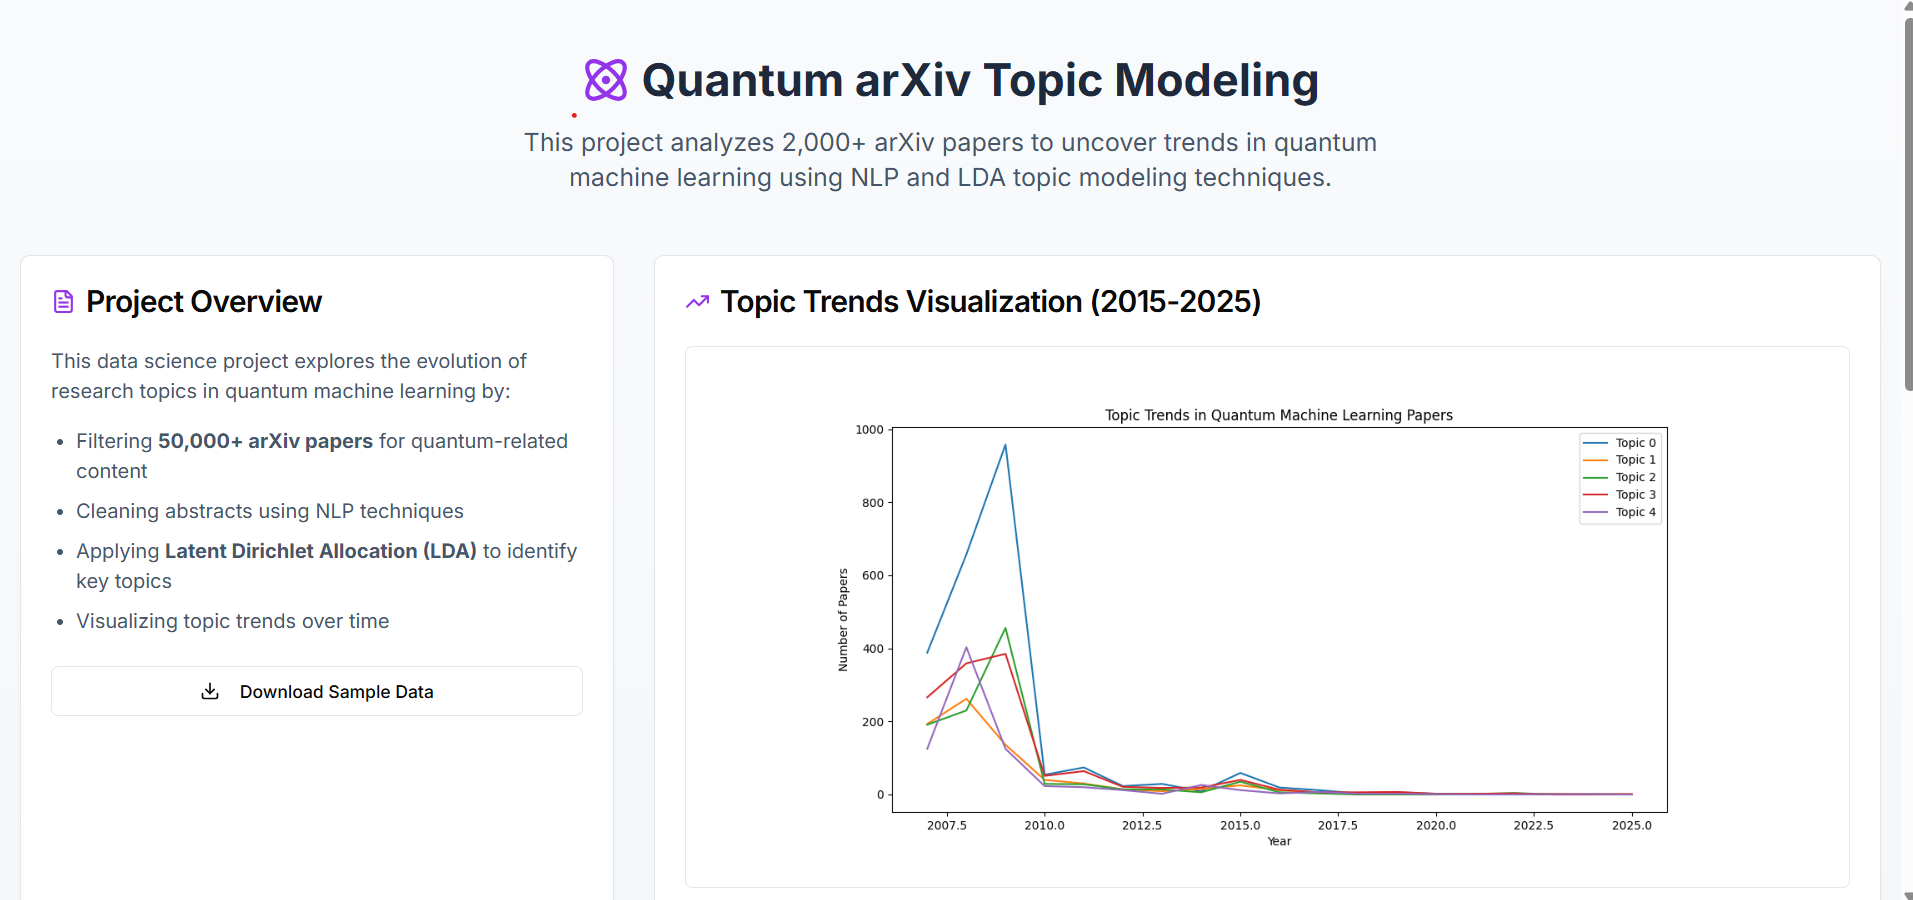 Quantum arXiv Topic Modeling
This project analyzes 2,000+ arXiv papers to uncover trends in quantum
machine learning using NLP and LDA topic modeling techniques.
Project Overview
This data science project explores the evolution of
research topics in quantum machine learning by:
• Filtering 50,000+ arXiv papers for quantum-related
content
• Cleaning abstracts using NLP techniques
• Applying Latent Dirichlet Allocation (LDA) to identify
key topics
• Visualizing topic trends over time
Download Sample Data
Topic Trends Visualization (2015-2025)
Topic Trends in Quantum Machine Learning Papers
1000
800
600
400
200
0
Number of Papers
Topic 0
Topic 1
Topic 2
Topic 3
Topic 4
2007.5 2010.0 2012.5 2015.0 2017.5 2020.0 2022.5 2025.0
Year